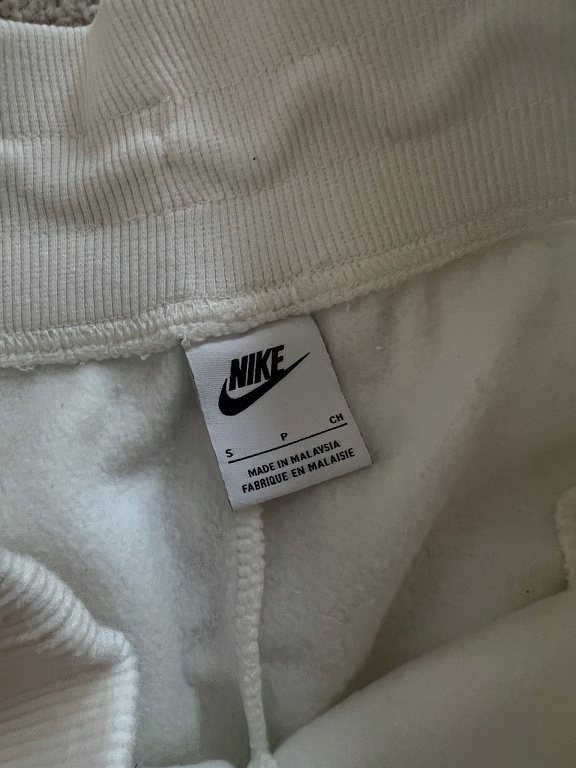 NIKE
S P CH
MADE IN MALAYSIA
FABRIQUE EN MALAISIE